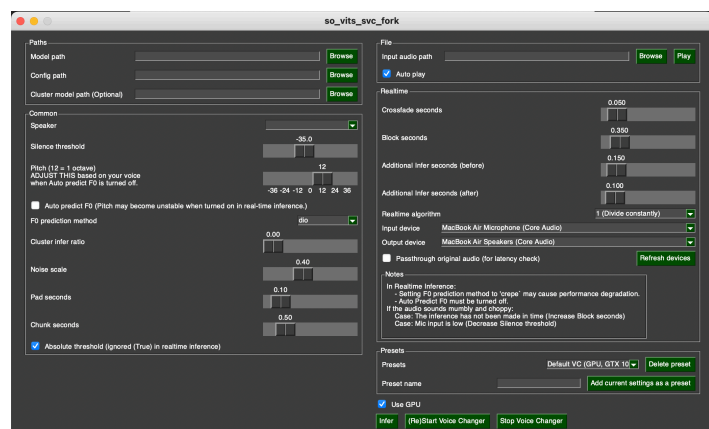 so_vits_svc_fork
Paths
Model path Browse
Config path Browse
Cluster model path (Optional) Browse
Common
Speaker
-35.0
Silence threshold
12
Pitch (12 = 1 octave)
ADJUST THIS based on your voice
when Auto predict F0 is turned off.
-36 -24 -12 0 12 24 36
Auto predict F0 (Pitch may become unstable when turned on in real-time inference.)
F0 prediction method dio
0.00
Cluster infer ratio
0.40
Noise scale
0.10
Pad seconds
0.50
Chunk seconds
Absolute threshold (ignored (True) in realtime inference)
File
Input audio path Browse Play
Auto play
Realtime
0.050
Crossfade seconds
0.350
Block seconds
0.150
Additional Infer seconds (before)
0.100
Additional Infer seconds (after)
Realtime algorithm 1 (Divide constantly)
Input device MacBook Air Microphone (Core Audio)
Output device MacBook Air Speakers (Core Audio)
Passthrough original audio (for latency check) Refresh devices
Notes
In Realtime Inference:
- Setting F0 prediction method to 'crepe` may cause performance degradation.
- Auto Predict F0 must be turned off.
If the audio sounds mumbly and choppy:
Case: The inference has not been made in time (Increase Block seconds)
Case: Mic input is low (Decrease Silence threshold)
Presets
Presets Default VC (GPU, GTX 10 Delete preset
Preset name Add current settings as a preset
Use GPU
Infer (Re)Start Voice Changer Stop Voice Changer